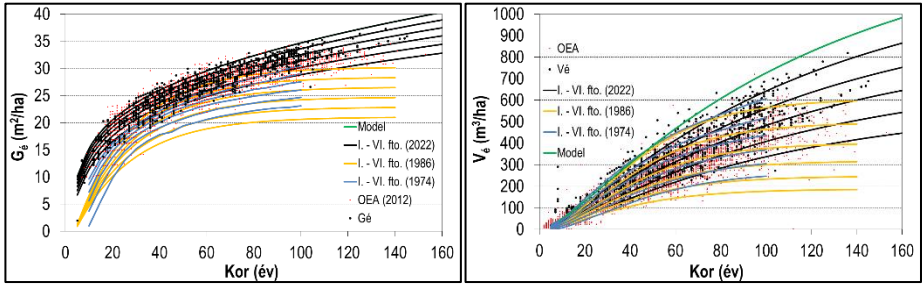 40
35
30
25
20
15
10
5
0
Gé (m²/ha)
Model
I. - VI. fto. (2022)
I. - VI. fto. (1986)
I. - VI. fto. (1974)
OEA (2012)
Gé
0 20 40 60 80 100 120 140 160
Kor (év)
1000
900
800
700
600
500
400
300
200
100
0
Vé (m³/ha)
OEA
Vé
I. - VI. fto. (2022)
I. - VI. fto. (1986)
I. - VI. fto. (1974)
Model
0 20 40 60 80 100 120 140 160
Kor (év)